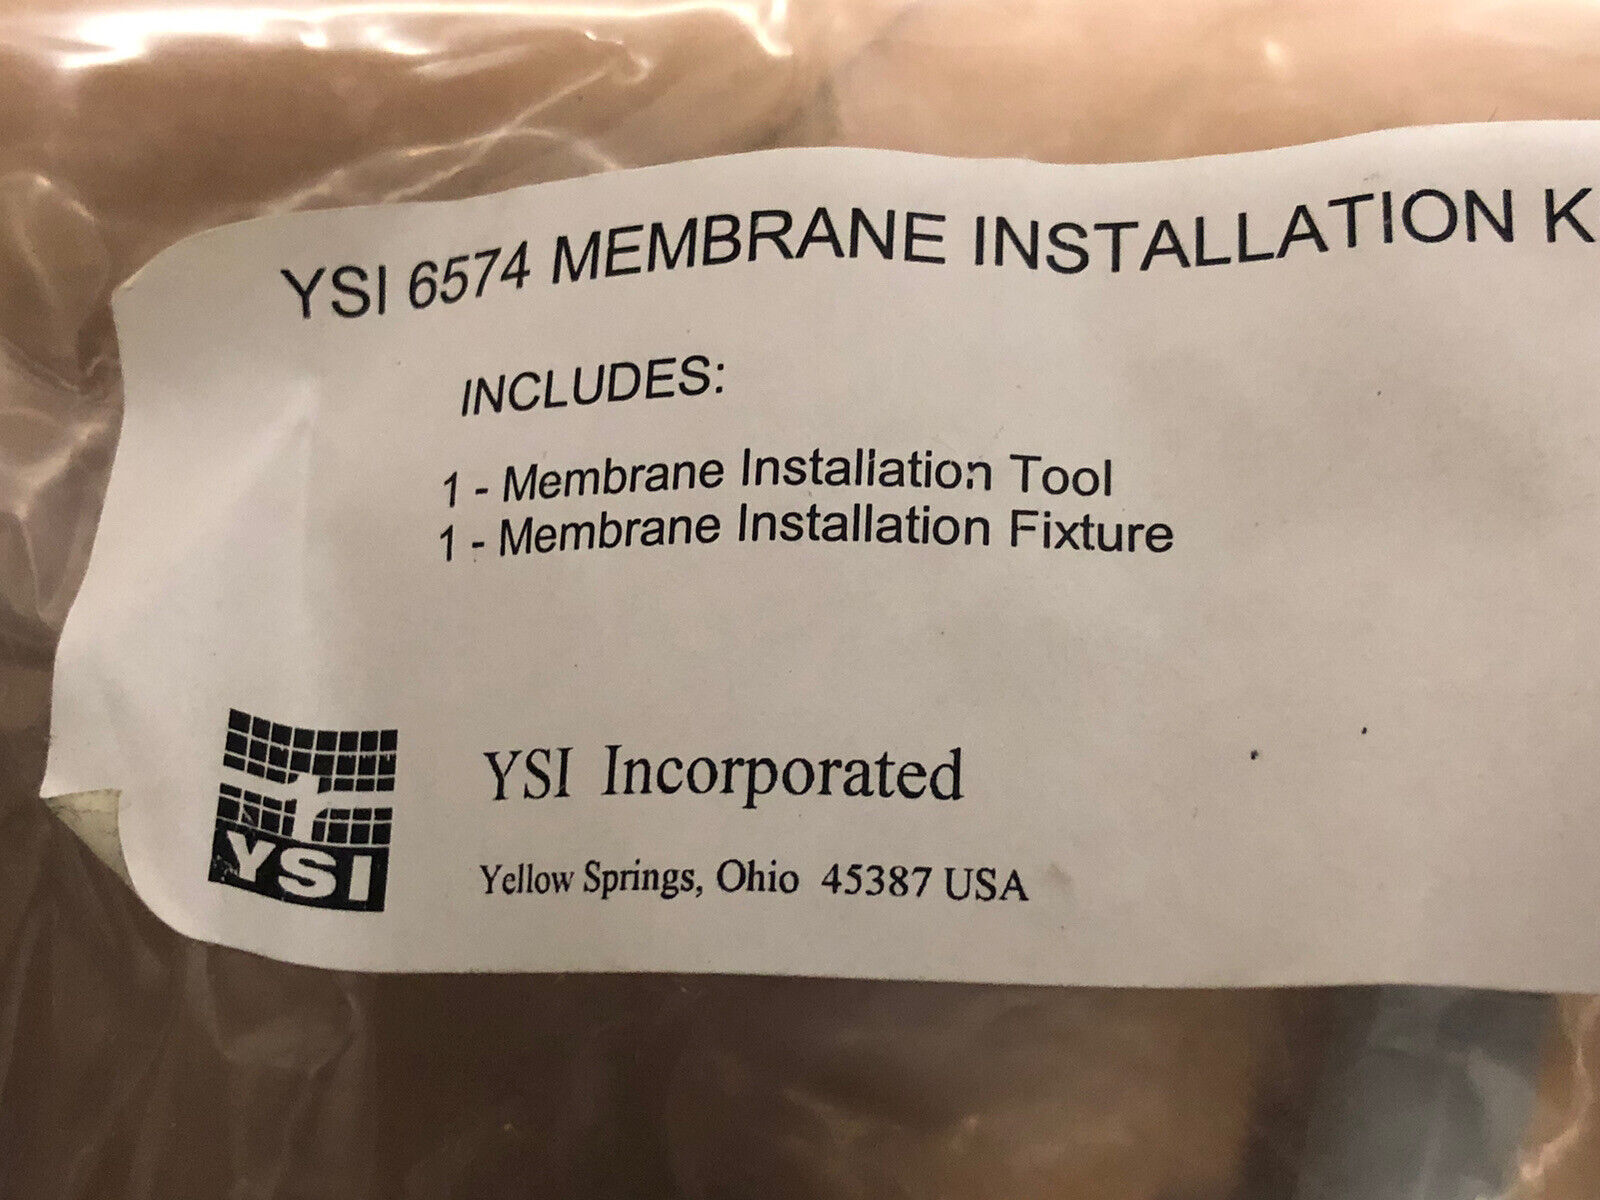 YSI 6574 MEMBRANE INSTALLATION K
INCLUDES:
1 - Membrane Installation Tool
1 - Membrane Installation Fixture
YSI Incorporated
YSI
Yellow Springs, Ohio 45387 USA